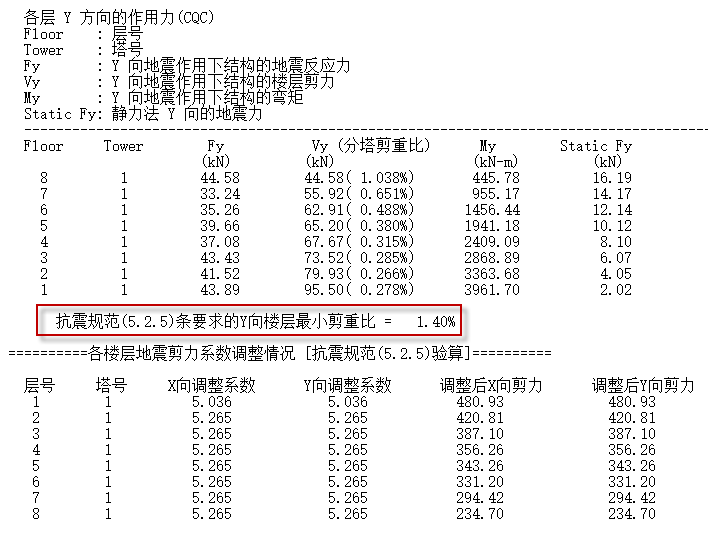 各层 Y 方向的作用力(CQC)
Floor : 层号
Tower : 塔号
Fy : Y 向地震作用下结构的地震反应力
Vy : Y 向地震作用下结构的楼层剪力
My : Y 向地震作用下结构的弯矩
Static Fy: 静力法 Y 向的地震力
----------------------------------------------------------------------------------------
Floor Tower Fy Vy (分塔剪重比) My Static Fy
(kN) (kN) (kN-m) (kN)
8 1 44.58 44.58( 1.038%) 445.78 16.19
7 1 33.24 55.92( 0.651%) 955.17 14.17
6 1 35.26 62.91( 0.488%) 1456.44 12.14
5 1 39.66 65.20( 0.380%) 1941.18 10.12
4 1 37.08 67.67( 0.315%) 2409.09 8.10
3 1 43.43 73.52( 0.285%) 2868.89 6.07
2 1 41.52 79.93( 0.266%) 3363.68 4.05
1 1 43.89 95.50( 0.278%) 3961.70 2.02
抗震规范(5.2.5)条要求的Y向楼层最小剪重比 = 1.40%
==========各楼层地震剪力系数调整情况 [抗震规范(5.2.5)验算]==========
层号 塔号 X向调整系数 Y向调整系数 调整后X向剪力 调整后Y向剪力
1 1 5.036 5.036 480.93 480.93
2 1 5.265 5.265 420.81 420.81
3 1 5.265 5.265 387.10 387.10
4 1 5.265 5.265 356.26 356.26
5 1 5.265 5.265 343.26 343.26
6 1 5.265 5.265 331.20 331.20
7 1 5.265 5.265 294.42 294.42
8 1 5.265 5.265 234.70 234.70